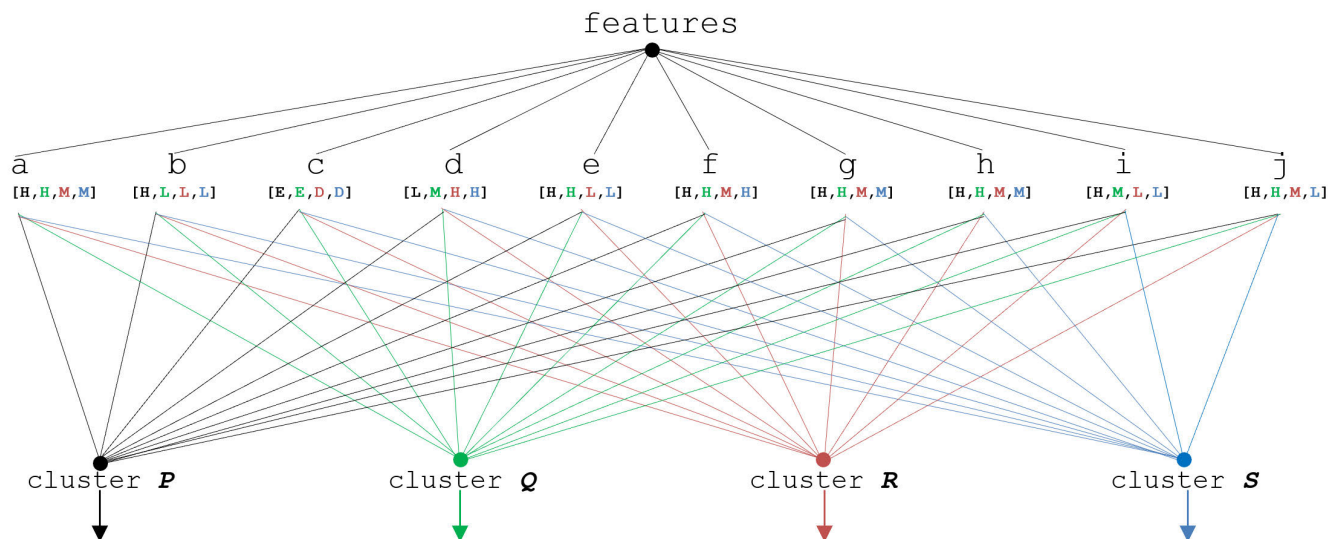 features
a b c d e f g h i j
[H,H,M,M] [H,L,L,L] [E,E,D,D] [L,M,H,H] [H,H,L,L] [H,H,M,H] [H,H,M,M] [H,H,M,M] [H,M,L,L] [H,H,M,L]
cluster P cluster Q cluster R cluster S